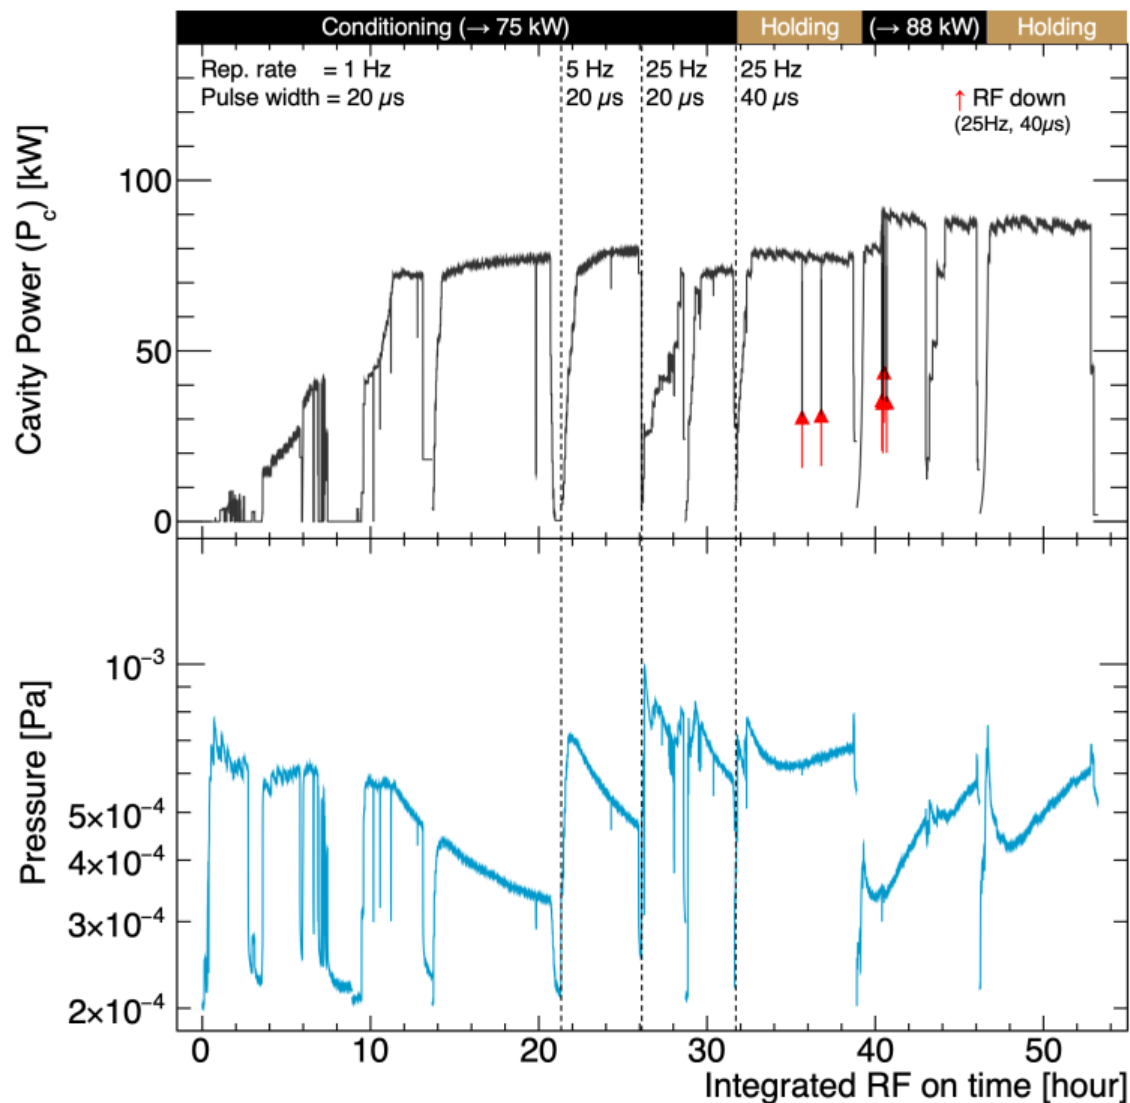 Conditioning (→ 75 kW) Holding (→ 88 kW) Holding
Rep. rate = 1 Hz 5 Hz 25 Hz 25 Hz
Pulse width = 20 μs 20 μs 20 μs 40 μs
↑ RF down
(25Hz, 40μs)
Cavity Power (P_c) [kW]
100
50
0
Pressure [Pa]
10⁻³
5×10⁻⁴
4×10⁻⁴
3×10⁻⁴
2×10⁻⁴
0 10 20 30 40 50
Integrated RF on time [hour]